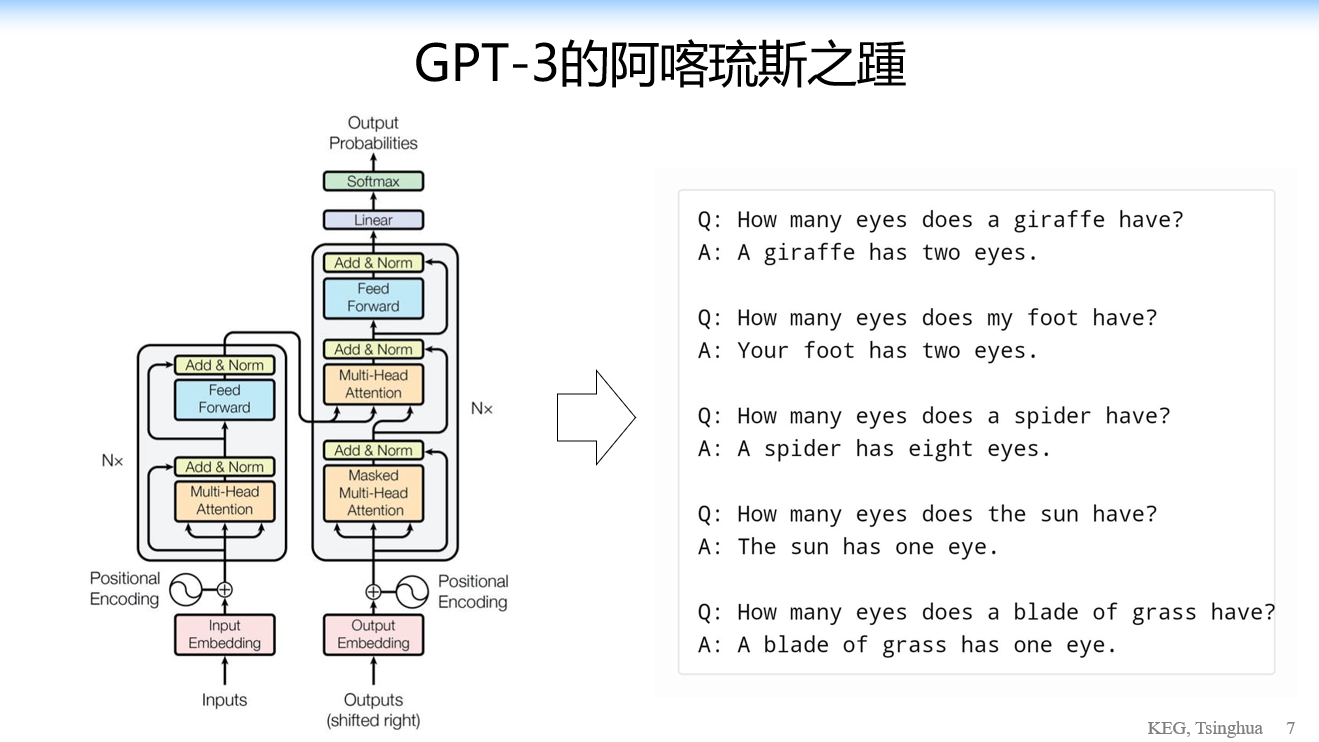 GPT-3的阿喀琉斯之踵
Output
Probabilities
Softmax
Linear
Add & Norm
Feed
Forward
Add & Norm
Multi-Head
Attention
Add & Norm
Masked
Multi-Head
Attention
Nx
Positional
Encoding
Output
Embedding
Outputs
(shifted right)
Add & Norm
Feed
Forward
Add & Norm
Multi-Head
Attention
Nx
Positional
Encoding
Input
Embedding
Inputs
Q: How many eyes does a giraffe have?
A: A giraffe has two eyes.
Q: How many eyes does my foot have?
A: Your foot has two eyes.
Q: How many eyes does a spider have?
A: A spider has eight eyes.
Q: How many eyes does the sun have?
A: The sun has one eye.
Q: How many eyes does a blade of grass have?
A: A blade of grass has one eye.
KEG, Tsinghua 7